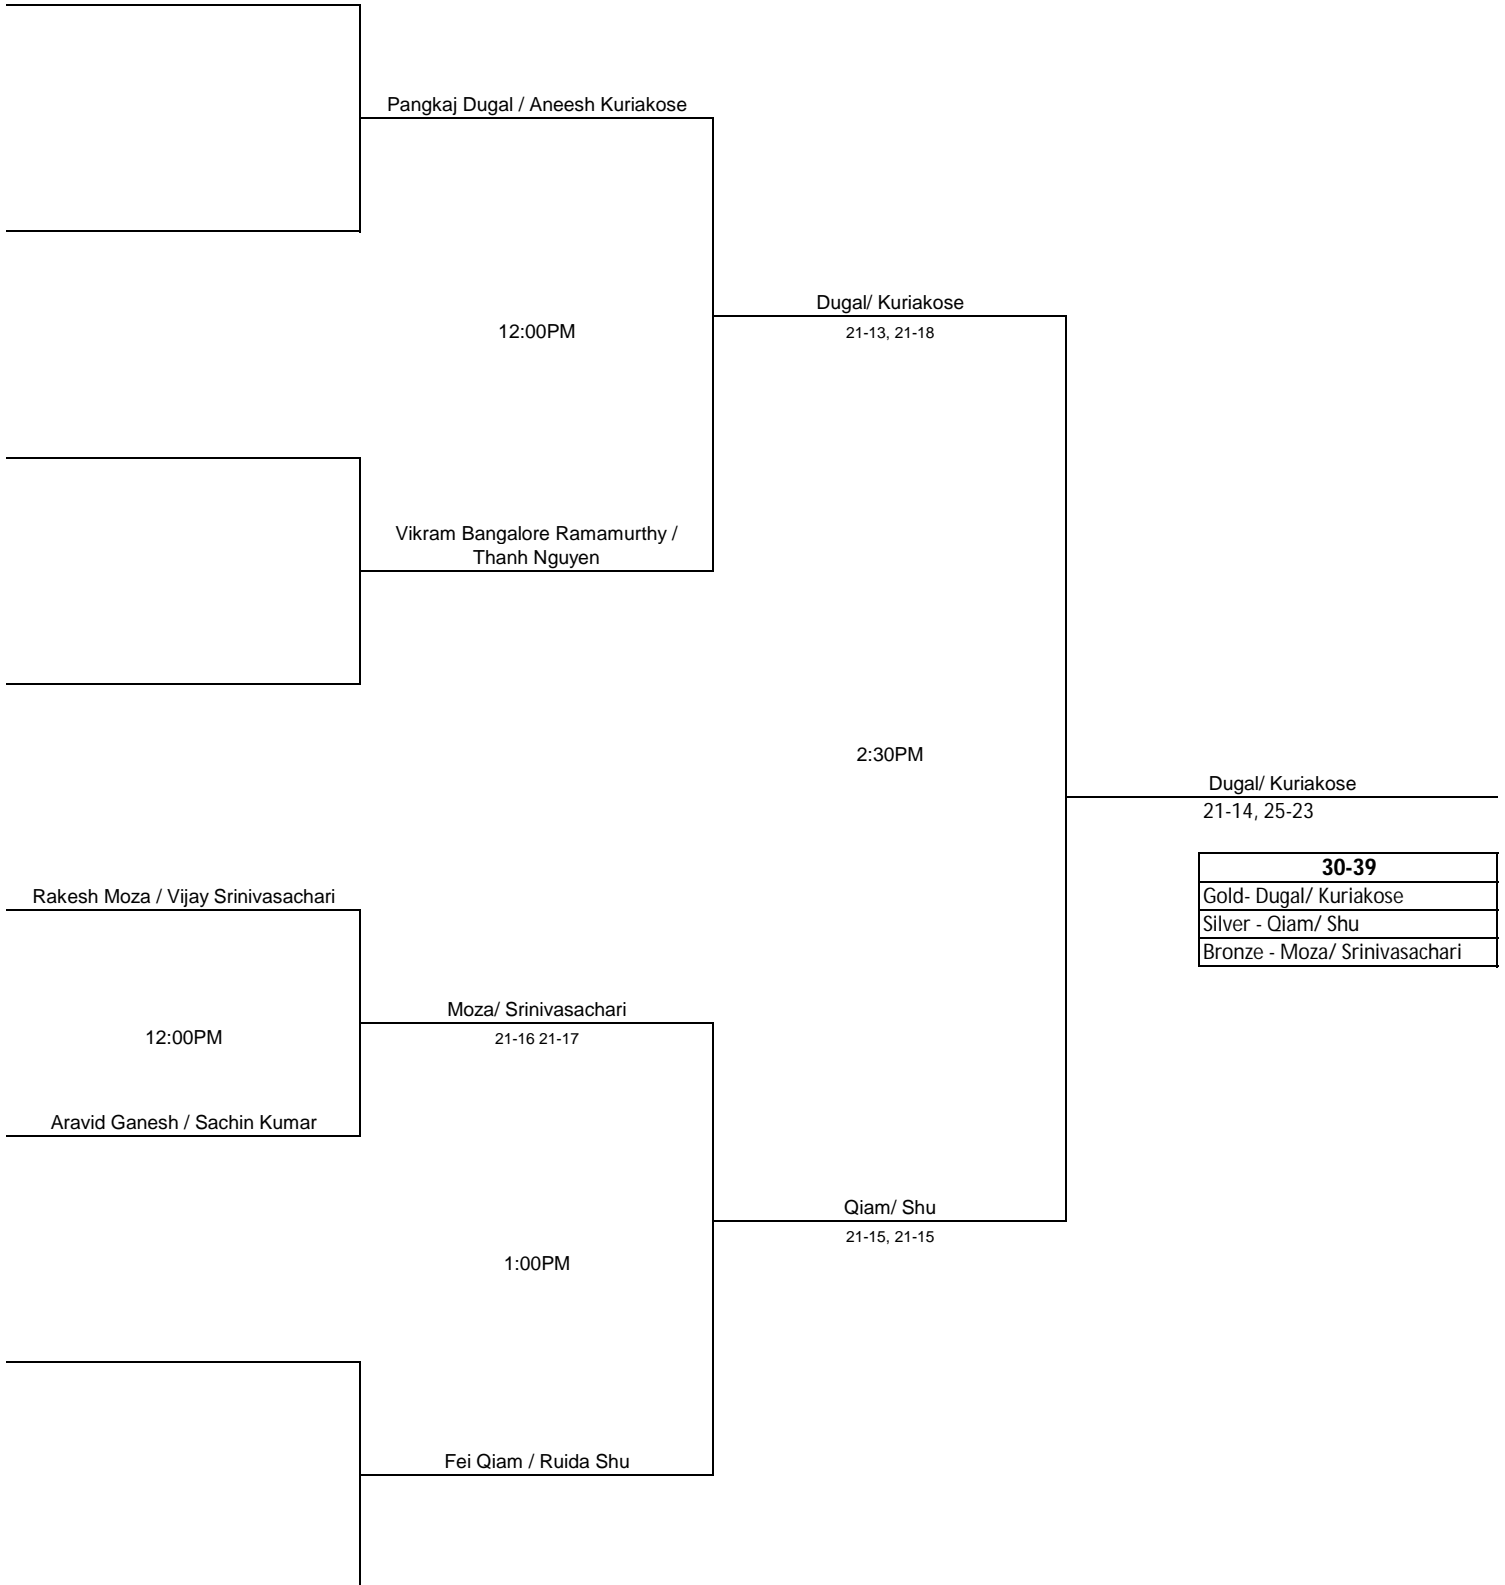 Pangkaj Dugal / Aneesh Kuriakose
Dugal/ Kuriakose
12:00PM
21-13, 21-18
Vikram Bangalore Ramamurthy /
Thanh Nguyen
2:30PM
Dugal/ Kuriakose
21-14, 25-23
30-39
Gold- Dugal/ Kuriakose
Silver - Qiam/ Shu
Bronze - Moza/ Srinivasachari
Rakesh Moza / Vijay Srinivasachari
Moza/ Srinivasachari
12:00PM
21-16 21-17
Aravid Ganesh / Sachin Kumar
Qiam/ Shu
21-15, 21-15
1:00PM
Fei Qiam / Ruida Shu